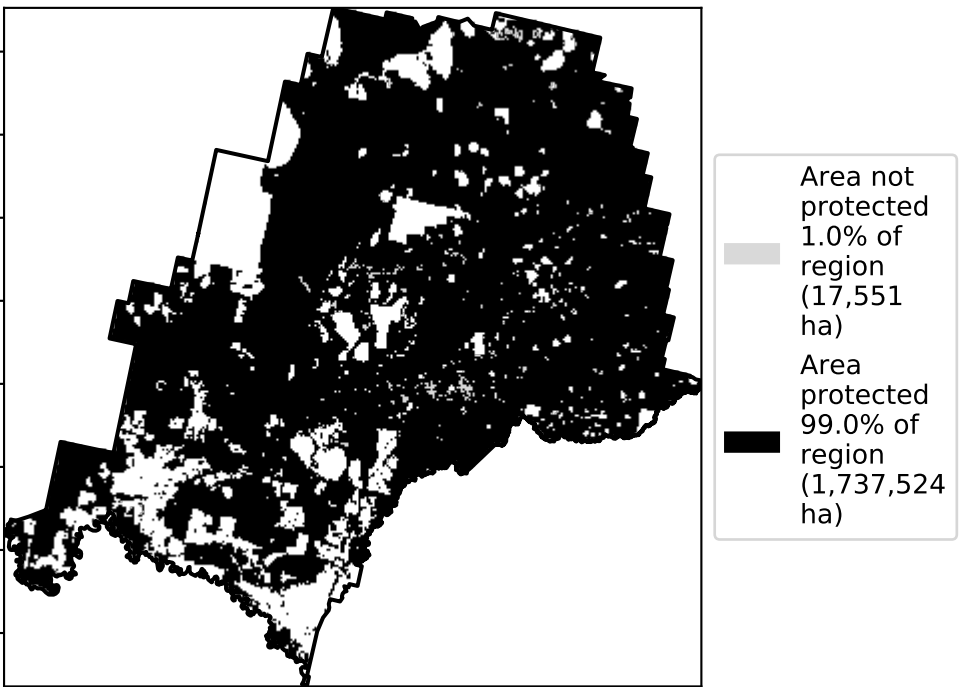 Area not
protected
1.0% of
region
(17,551
ha)
Area
protected
99.0% of
region
(1,737,524
ha)